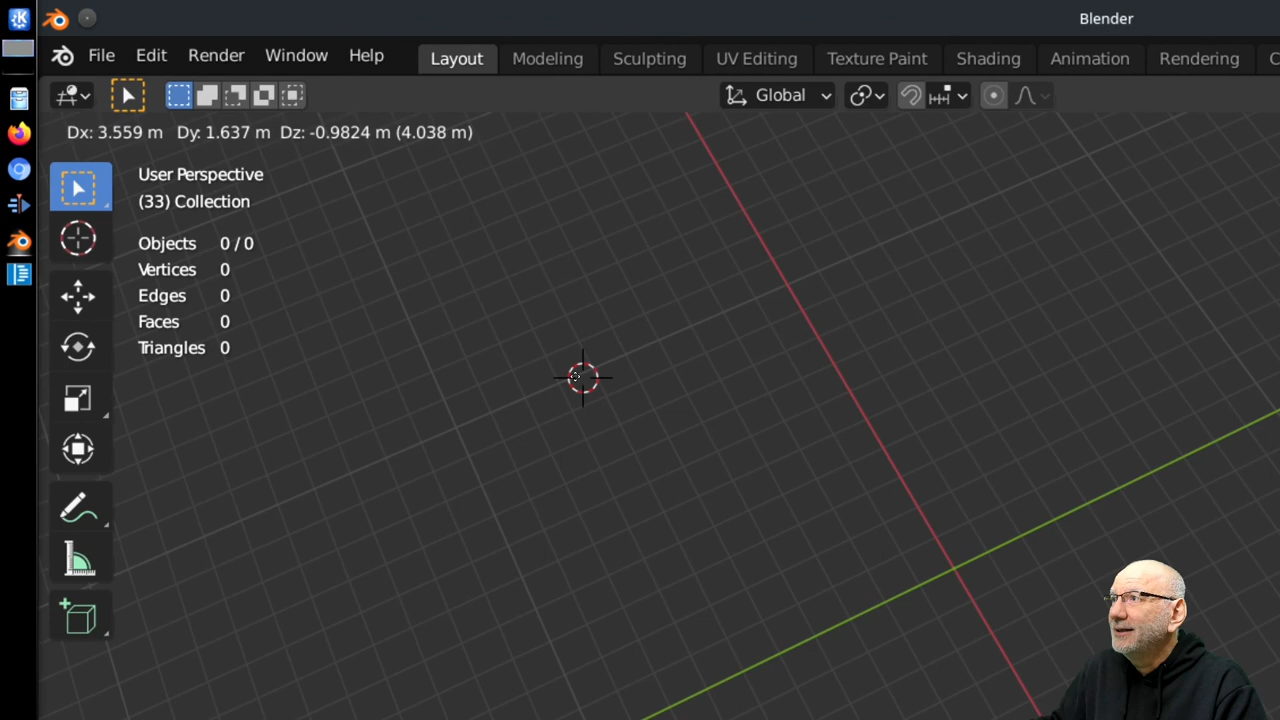 Blender
File Edit Render Window Help Layout Modeling Sculpting UV Editing Texture Paint Shading Animation Rendering C
Global
Dx: 3.559 m Dy: 1.637 m Dz: -0.9824 m (4.038 m)
User Perspective
(33) Collection
Objects 0 / 0
Vertices 0
Edges 0
Faces 0
Triangles 0